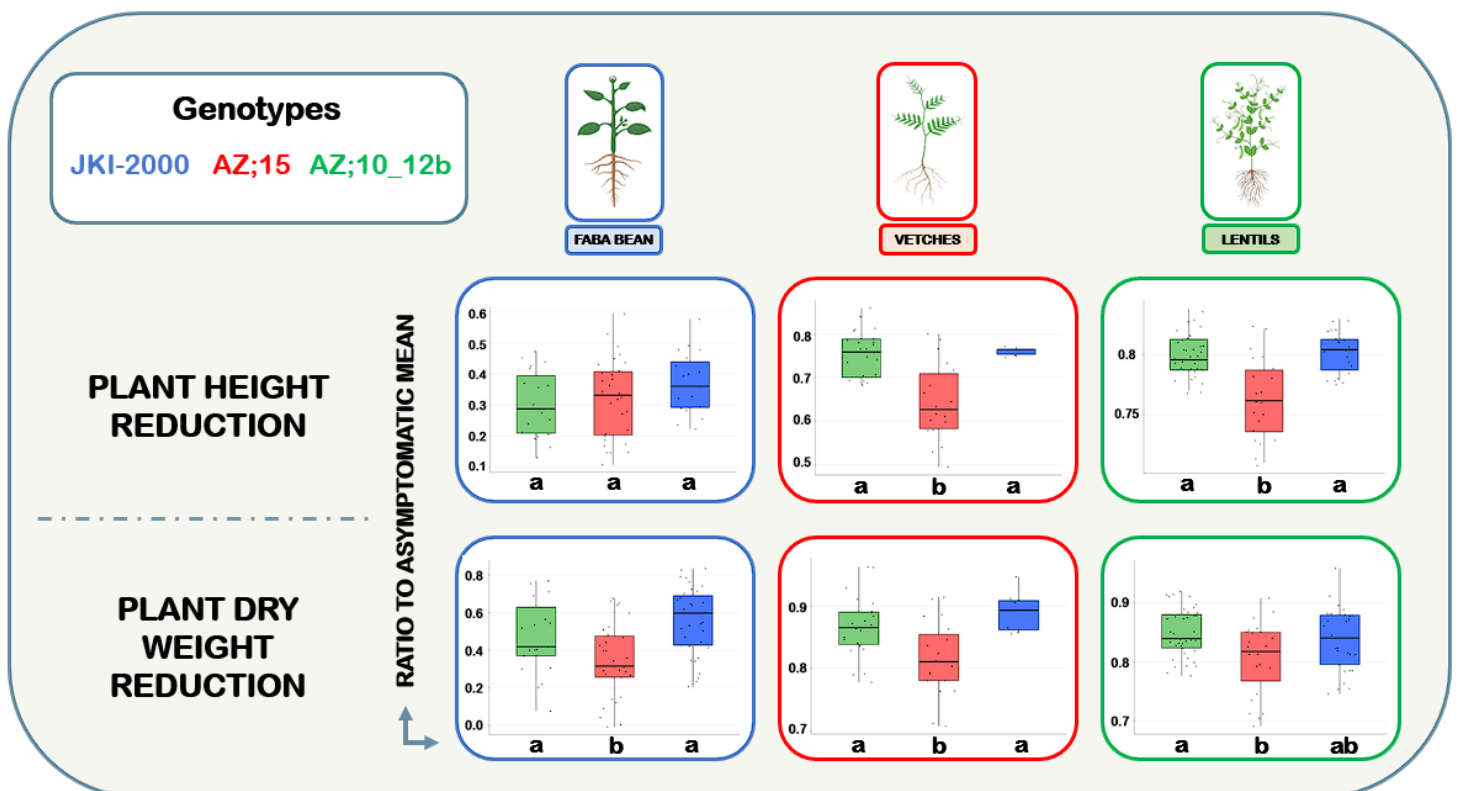 Genotypes
JKI-2000 AZ;15 AZ;10_12b
FABA BEAN
VETCHES
LENTILS
PLANT HEIGHT
REDUCTION
PLANT DRY
WEIGHT
REDUCTION
RATIO TO ASYMPTOMATIC MEAN
0.6
0.5
0.4
0.3
0.2
0.1
a a a
0.8
0.7
0.6
0.5
a b a
0.8
0.75
a b a
0.8
0.6
0.4
0.2
0.0
a b a
0.9
0.8
0.7
a b a
0.9
0.8
0.7
a b ab